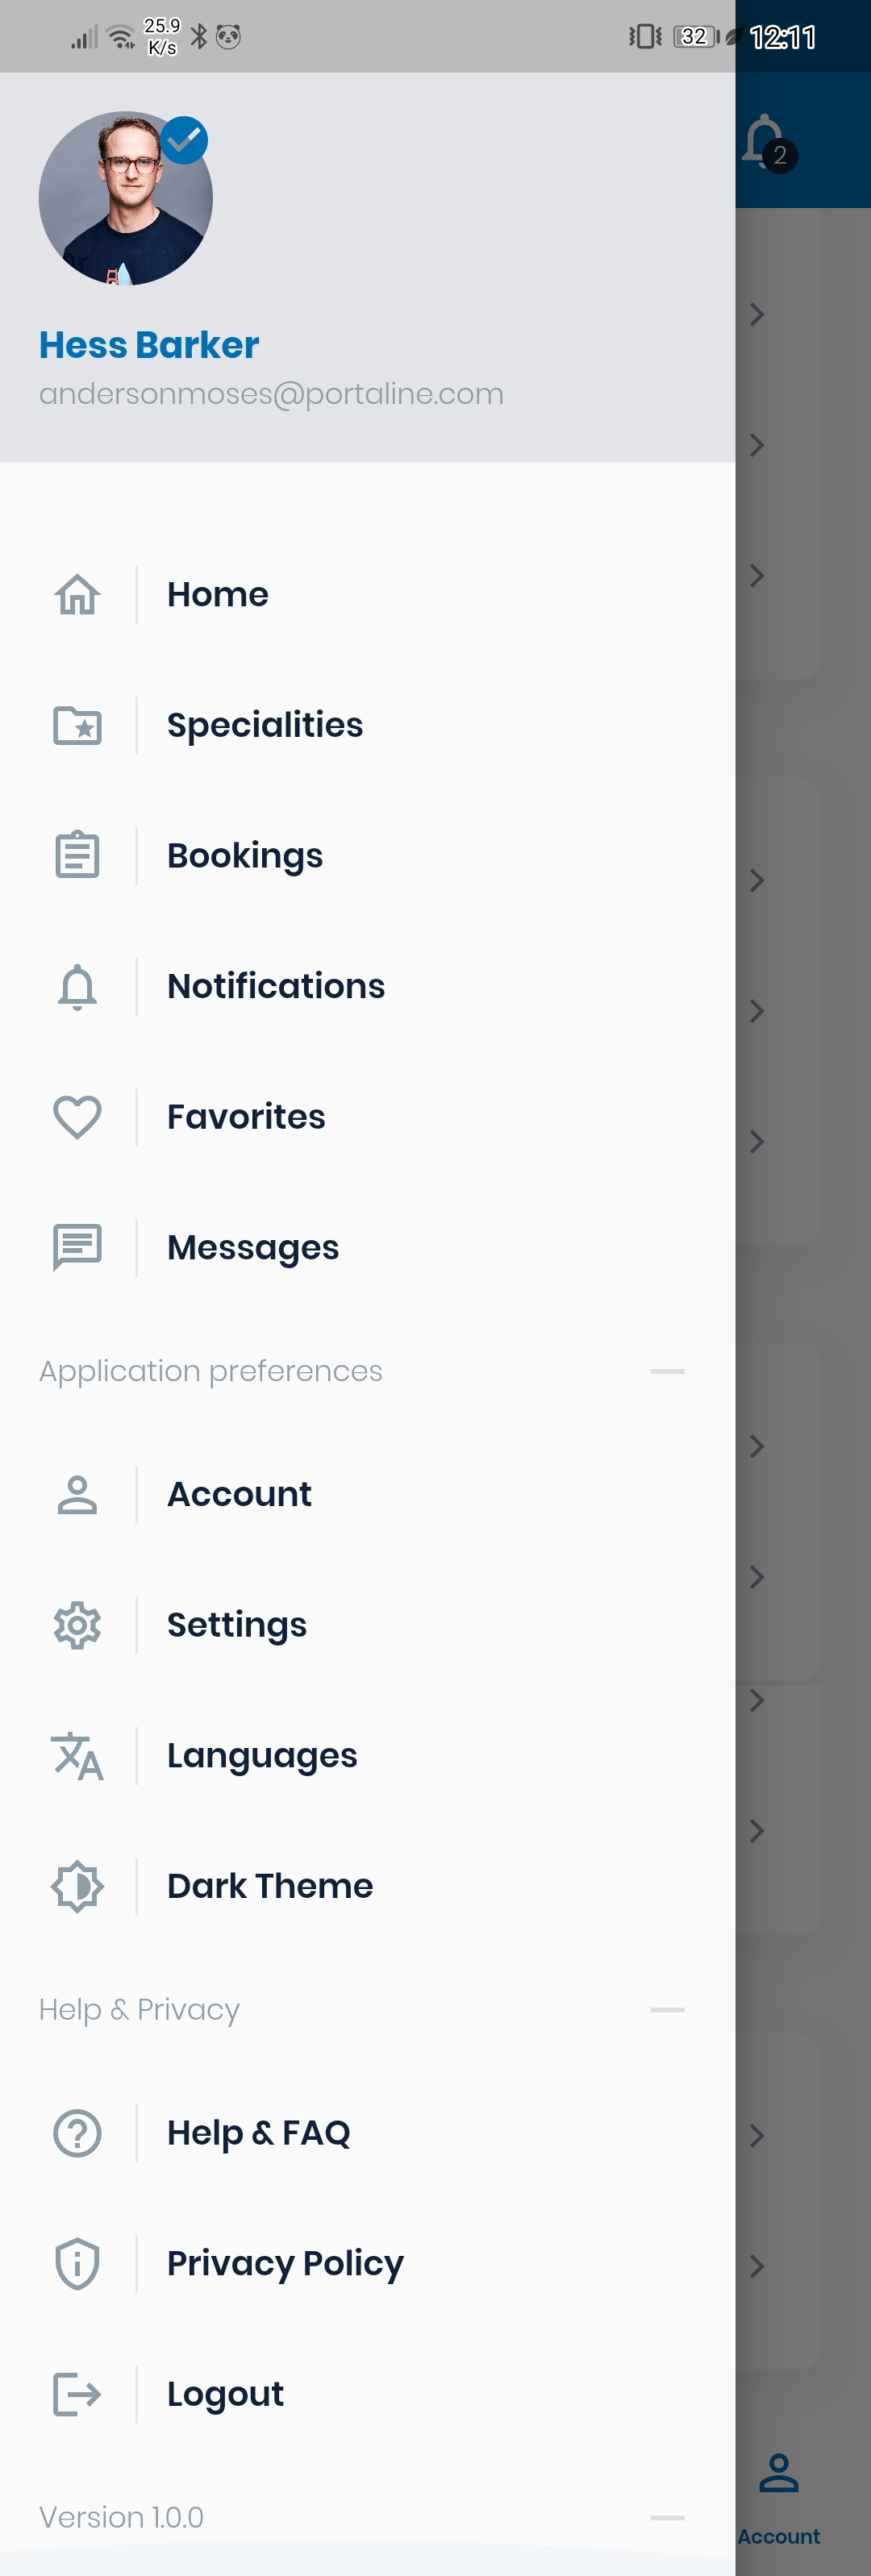 25.9
K/s
32
12:11
2
Hess Barker
andersonmoses@portaline.com
Home
Specialities
Bookings
Notifications
Favorites
Messages
Application preferences
Account
Settings
Languages
Dark Theme
Help & Privacy
Help & FAQ
Privacy Policy
Logout
Version 1.0.0
Account